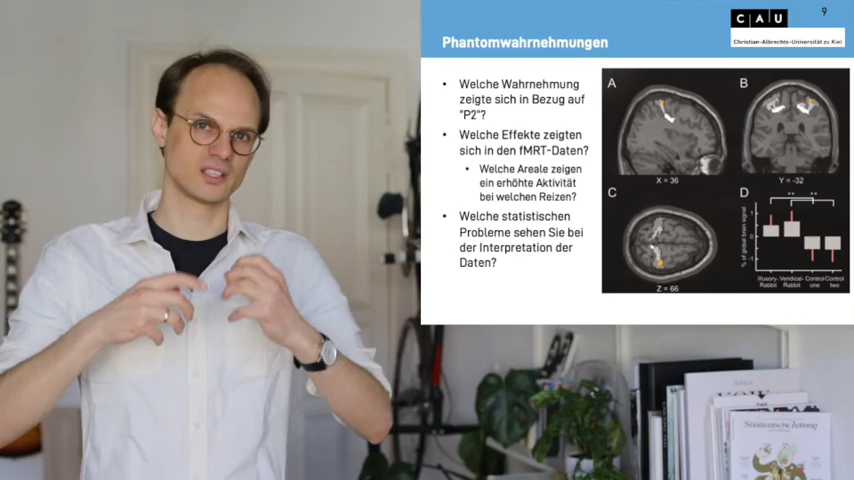 9
C A U
Christian-Albrechts-Universität zu Kiel
Phantomwahrnehmungen
• Welche Wahrnehmung
zeigte sich in Bezug auf
"P2"?
• Welche Effekte zeigten
sich in den fMRT-Daten?
• Welche Areale zeigen
ein erhöhte Aktivität
bei welchen Reizen?
• Welche statistischen
Probleme sehen Sie bei
der Interpretation der
Daten?
A
B
X = 36
Y = -32
C
D
Z = 66
% of global brain signal
** **
1
0
-1
Illusory-Rabbit
Veridical-Rabbit
Control one
Control two
Süddeutsche Zeitung